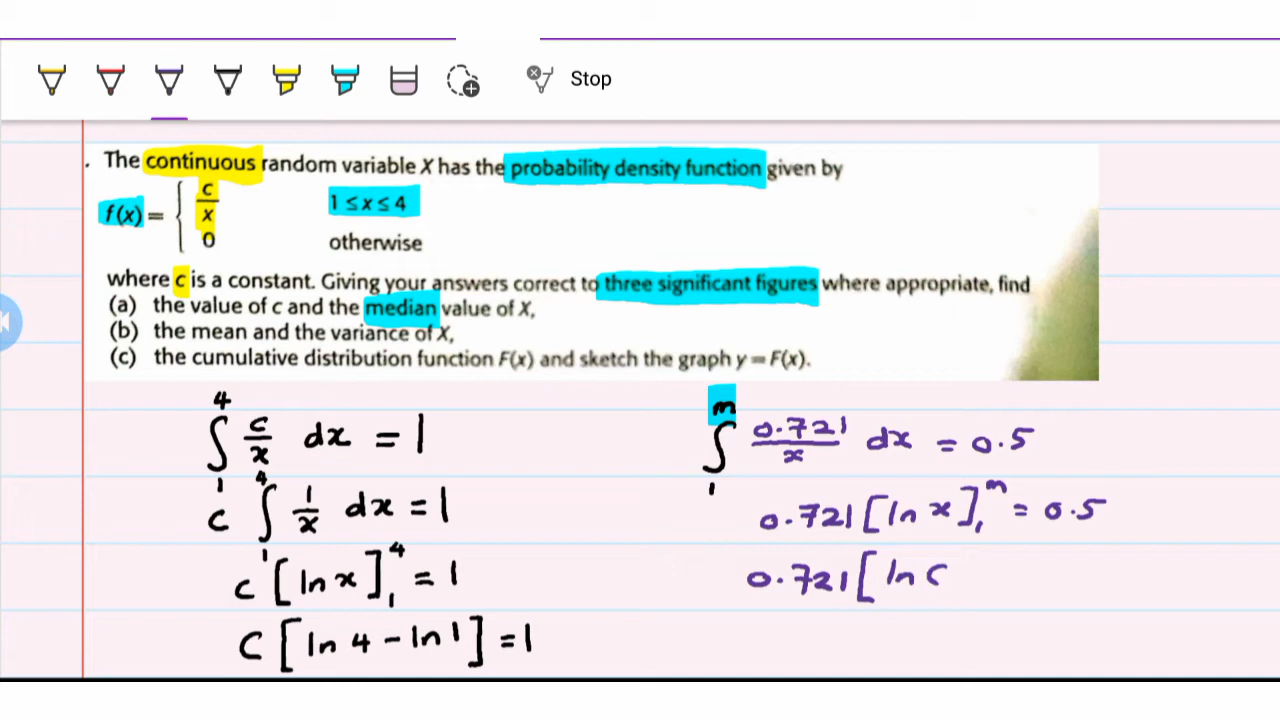 Stop
. The continuous random variable X has the probability density function given by
f(x) = { c/x 1 ≤ x ≤ 4
0 otherwise
where c is a constant. Giving your answers correct to three significant figures where appropriate, find
(a) the value of c and the median value of X,
(b) the mean and the variance of X,
(c) the cumulative distribution function F(x) and sketch the graph y = F(x).
∫₁⁴ c/x dx = 1
c ∫₁⁴ 1/x dx = 1
c [ln x]₁⁴ = 1
C [ln 4 - ln 1] = 1
∫₁ᵐ 0.721/x dx = 0.5
0.721 [ln x]₁ᵐ = 0.5
0.721 [ ln (